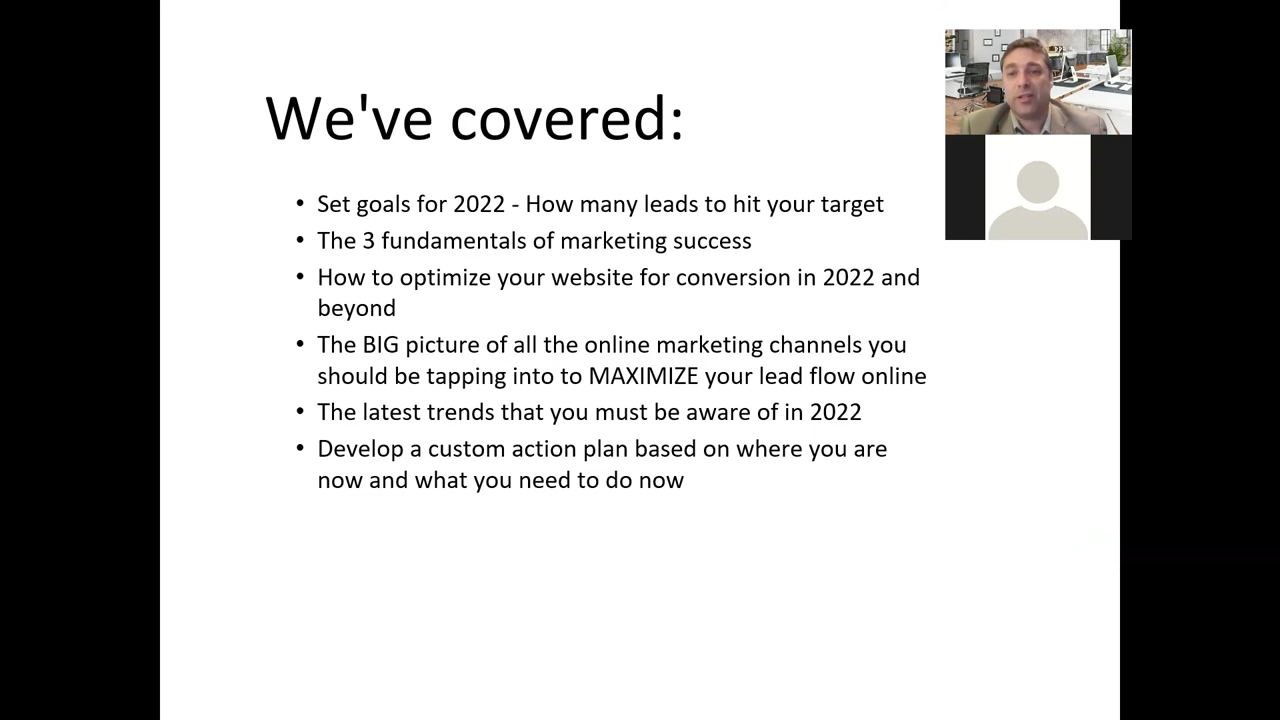 We've covered:
• Set goals for 2022 - How many leads to hit your target
• The 3 fundamentals of marketing success
• How to optimize your website for conversion in 2022 and
beyond
• The BIG picture of all the online marketing channels you
should be tapping into to MAXIMIZE your lead flow online
• The latest trends that you must be aware of in 2022
• Develop a custom action plan based on where you are
now and what you need to do now